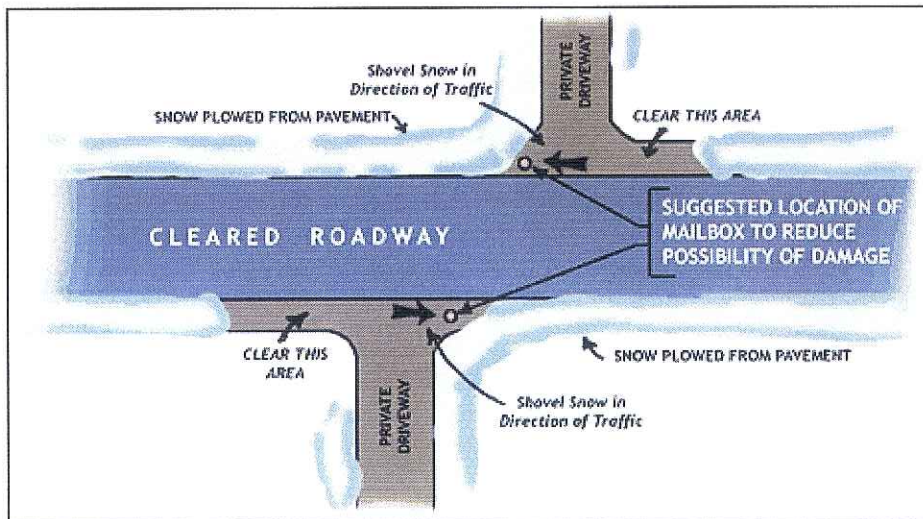 PRIVATE
DRIVEWAY
Shovel Snow in
Direction of Traffic
SNOW PLOWED FROM PAVEMENT
CLEAR THIS AREA
CLEARED ROADWAY
SUGGESTED LOCATION OF
MAILBOX TO REDUCE
POSSIBILITY OF DAMAGE
CLEAR THIS
AREA
SNOW PLOWED FROM PAVEMENT
PRIVATE
DRIVEWAY
Shovel Snow in
Direction of Traffic